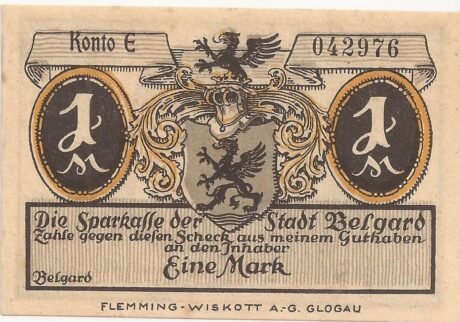 Konto E 042976
1 M 1 M
Die Sparkasse der Stadt Belgard
Zahle gegen diesen Scheck aus meinem Guthaben
an den Inhaber
Eine Mark
Belgard
FLEMMING-WISKOTT A.-G. GLOGAU